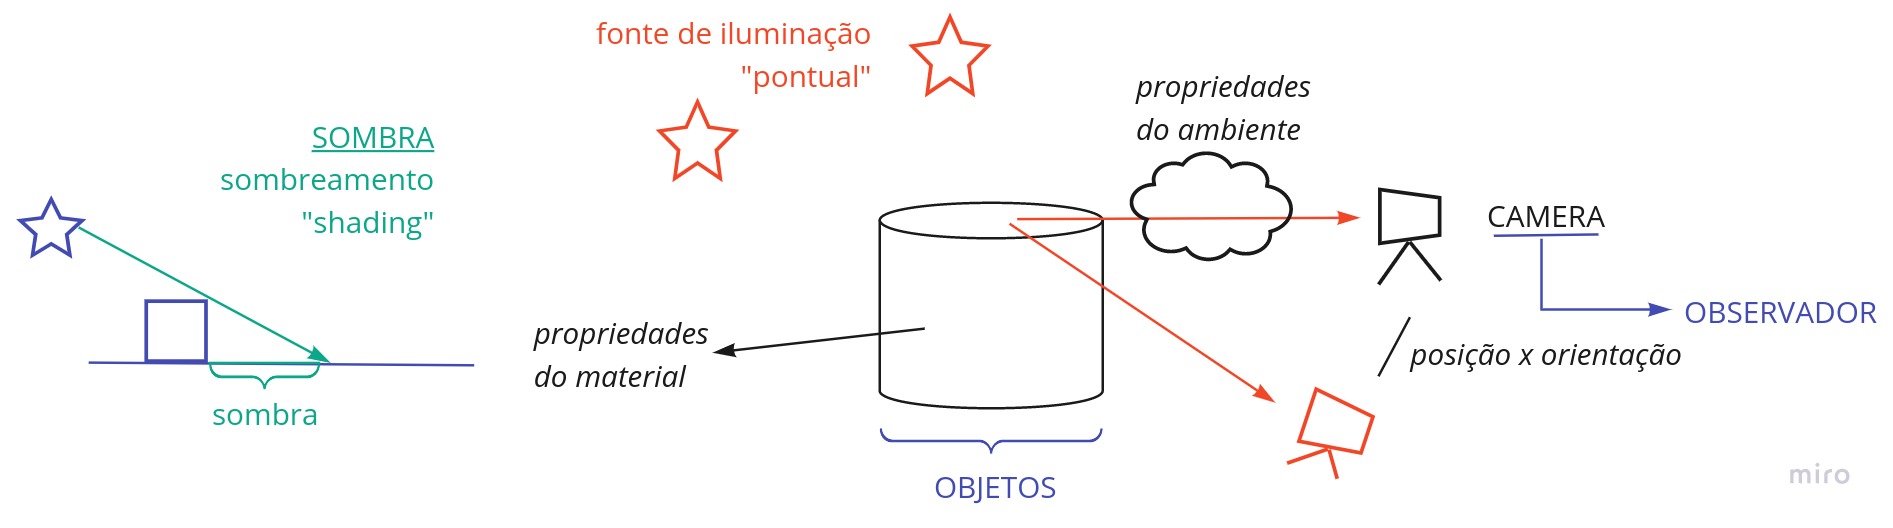 fonte de iluminação
"pontual"
propriedades
do ambiente
SOMBRA
sombreamento
"shading"
CAMERA
OBSERVADOR
propriedades
do material
posição x orientação
sombra
OBJETOS
miro